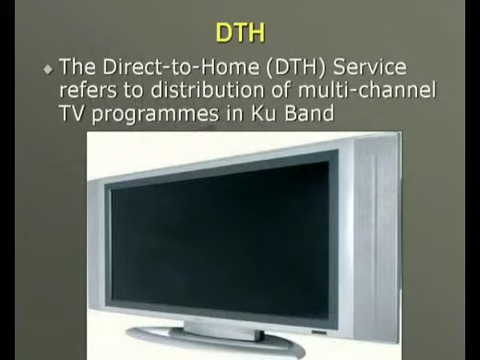 DTH
The Direct-to-Home (DTH) Service
refers to distribution of multi-channel
TV programmes in Ku Band